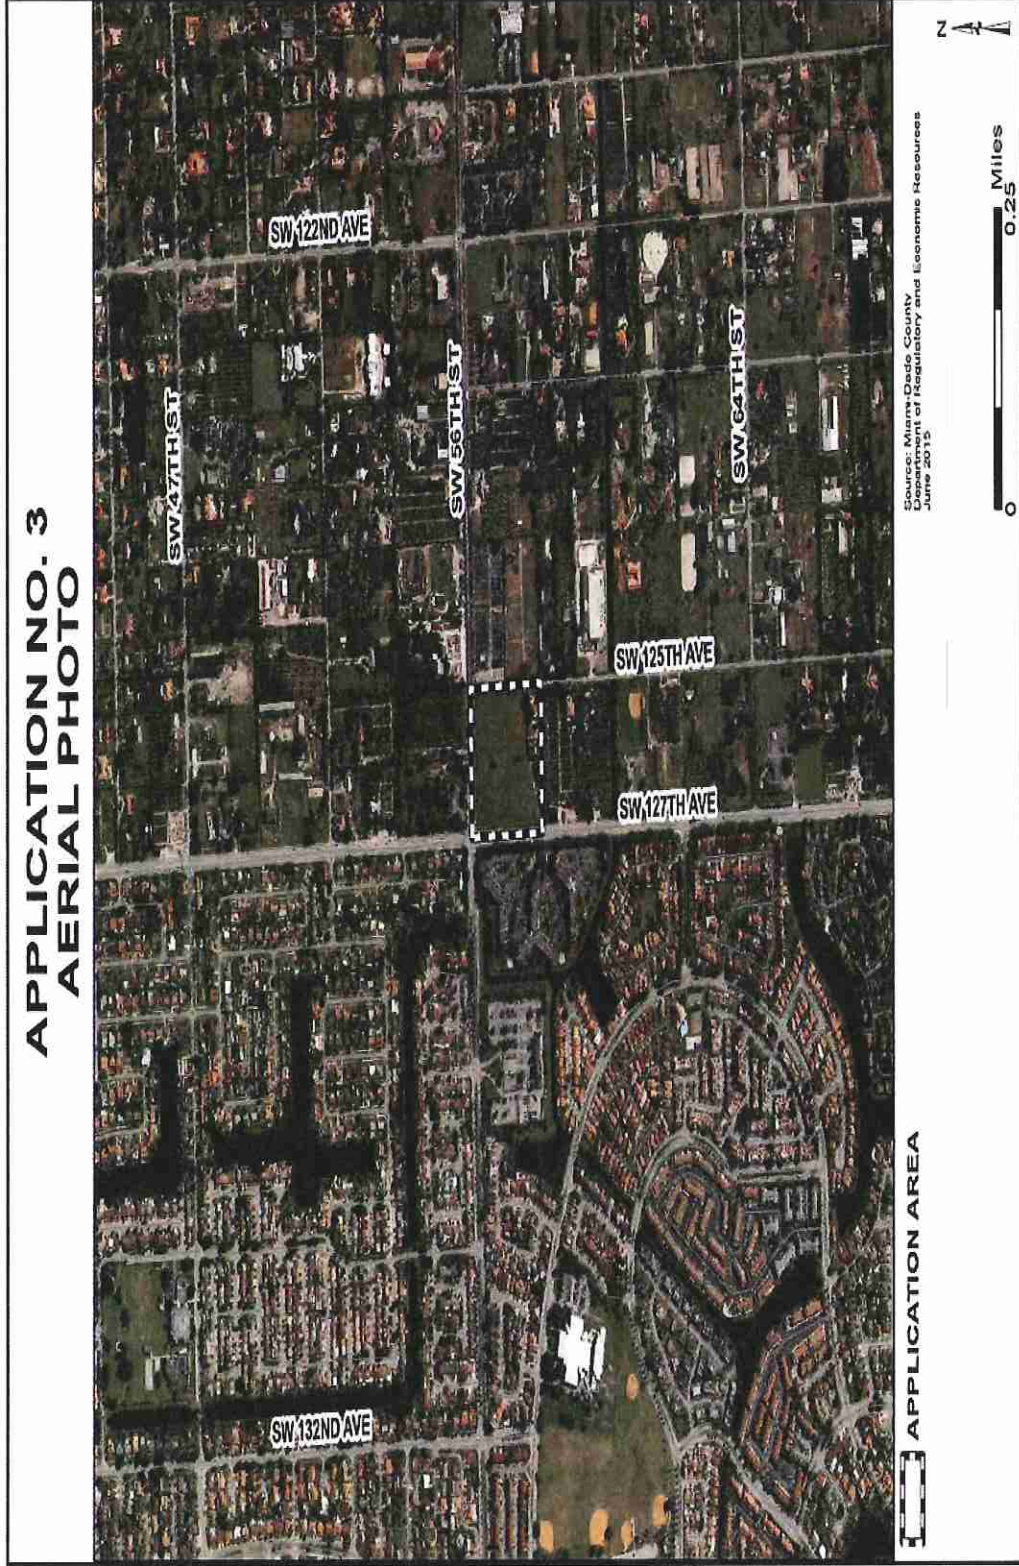 APPLICATION NO. 3
AERIAL PHOTO
SW 47TH ST
SW 122ND AVE
SW 56TH ST
SW 64TH ST
SW 125TH AVE
SW 127TH AVE
SW 132ND AVE
APPLICATION AREA
Source: Miami-Dade County
Department of Regulatory and Economic Resources
June 2015
0
0.25
Miles
N